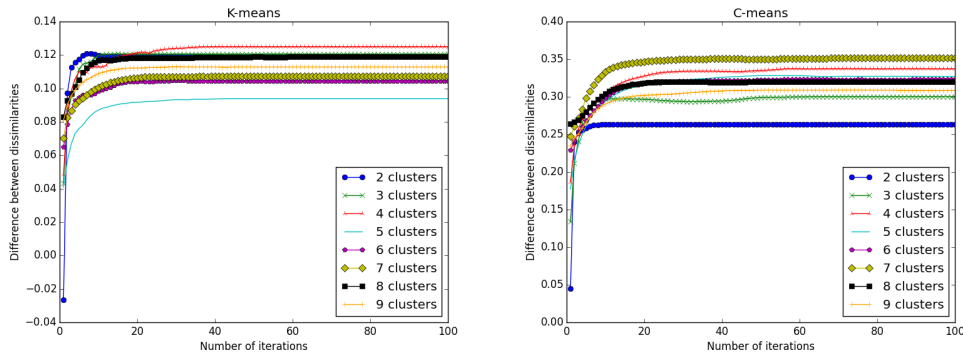 K-means
Difference between dissimilarities
0.14
0.12
0.10
0.08
0.06
0.04
0.02
0.00
−0.02
−0.04
0
20
40
60
80
100
Number of iterations
2 clusters
3 clusters
4 clusters
5 clusters
6 clusters
7 clusters
8 clusters
9 clusters
C-means
Difference between dissimilarities
0.40
0.35
0.30
0.25
0.20
0.15
0.10
0.05
0.00
0
20
40
60
80
100
Number of iterations
2 clusters
3 clusters
4 clusters
5 clusters
6 clusters
7 clusters
8 clusters
9 clusters